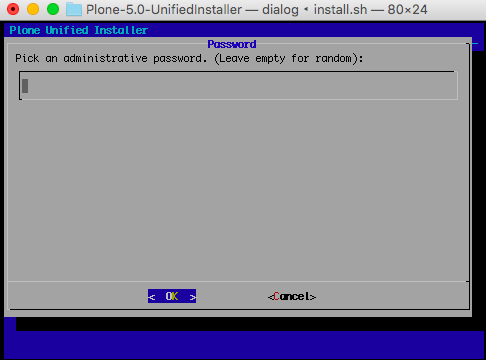 Plone-5.0-UnifiedInstaller — dialog ◂ install.sh — 80×24
Plone Unified Installer
Password
Pick an administrative password. (Leave empty for random):
< OK > <Cancel>